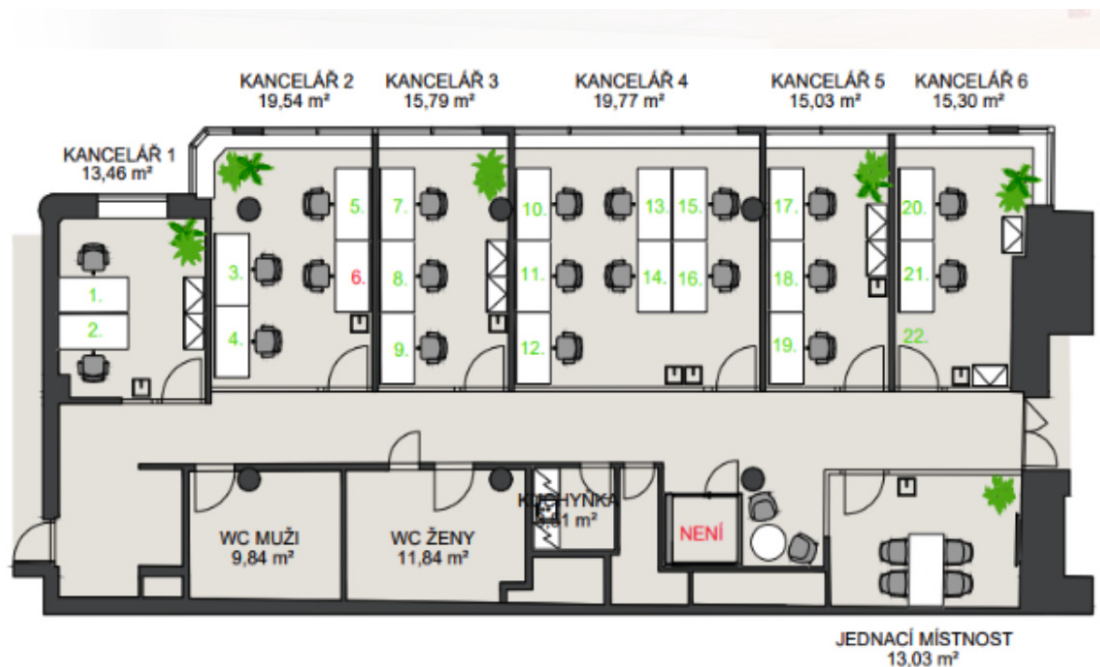 KANCELÁŘ 2
19,54 m²
KANCELÁŘ 3
15,79 m²
KANCELÁŘ 4
19,77 m²
KANCELÁŘ 5
15,03 m²
KANCELÁŘ 6
15,30 m²
KANCELÁŘ 1
13,46 m²
1.
2.
3.
4.
5.
6.
7.
8.
9.
10.
11.
12.
13.
14.
15.
16.
17.
18.
19.
20.
21.
22.
WC MUŽI
9,84 m²
WC ŽENY
11,84 m²
KUCHYŇKA
m²
NENÍ
JEDNACÍ MÍSTNOST
13,03 m²